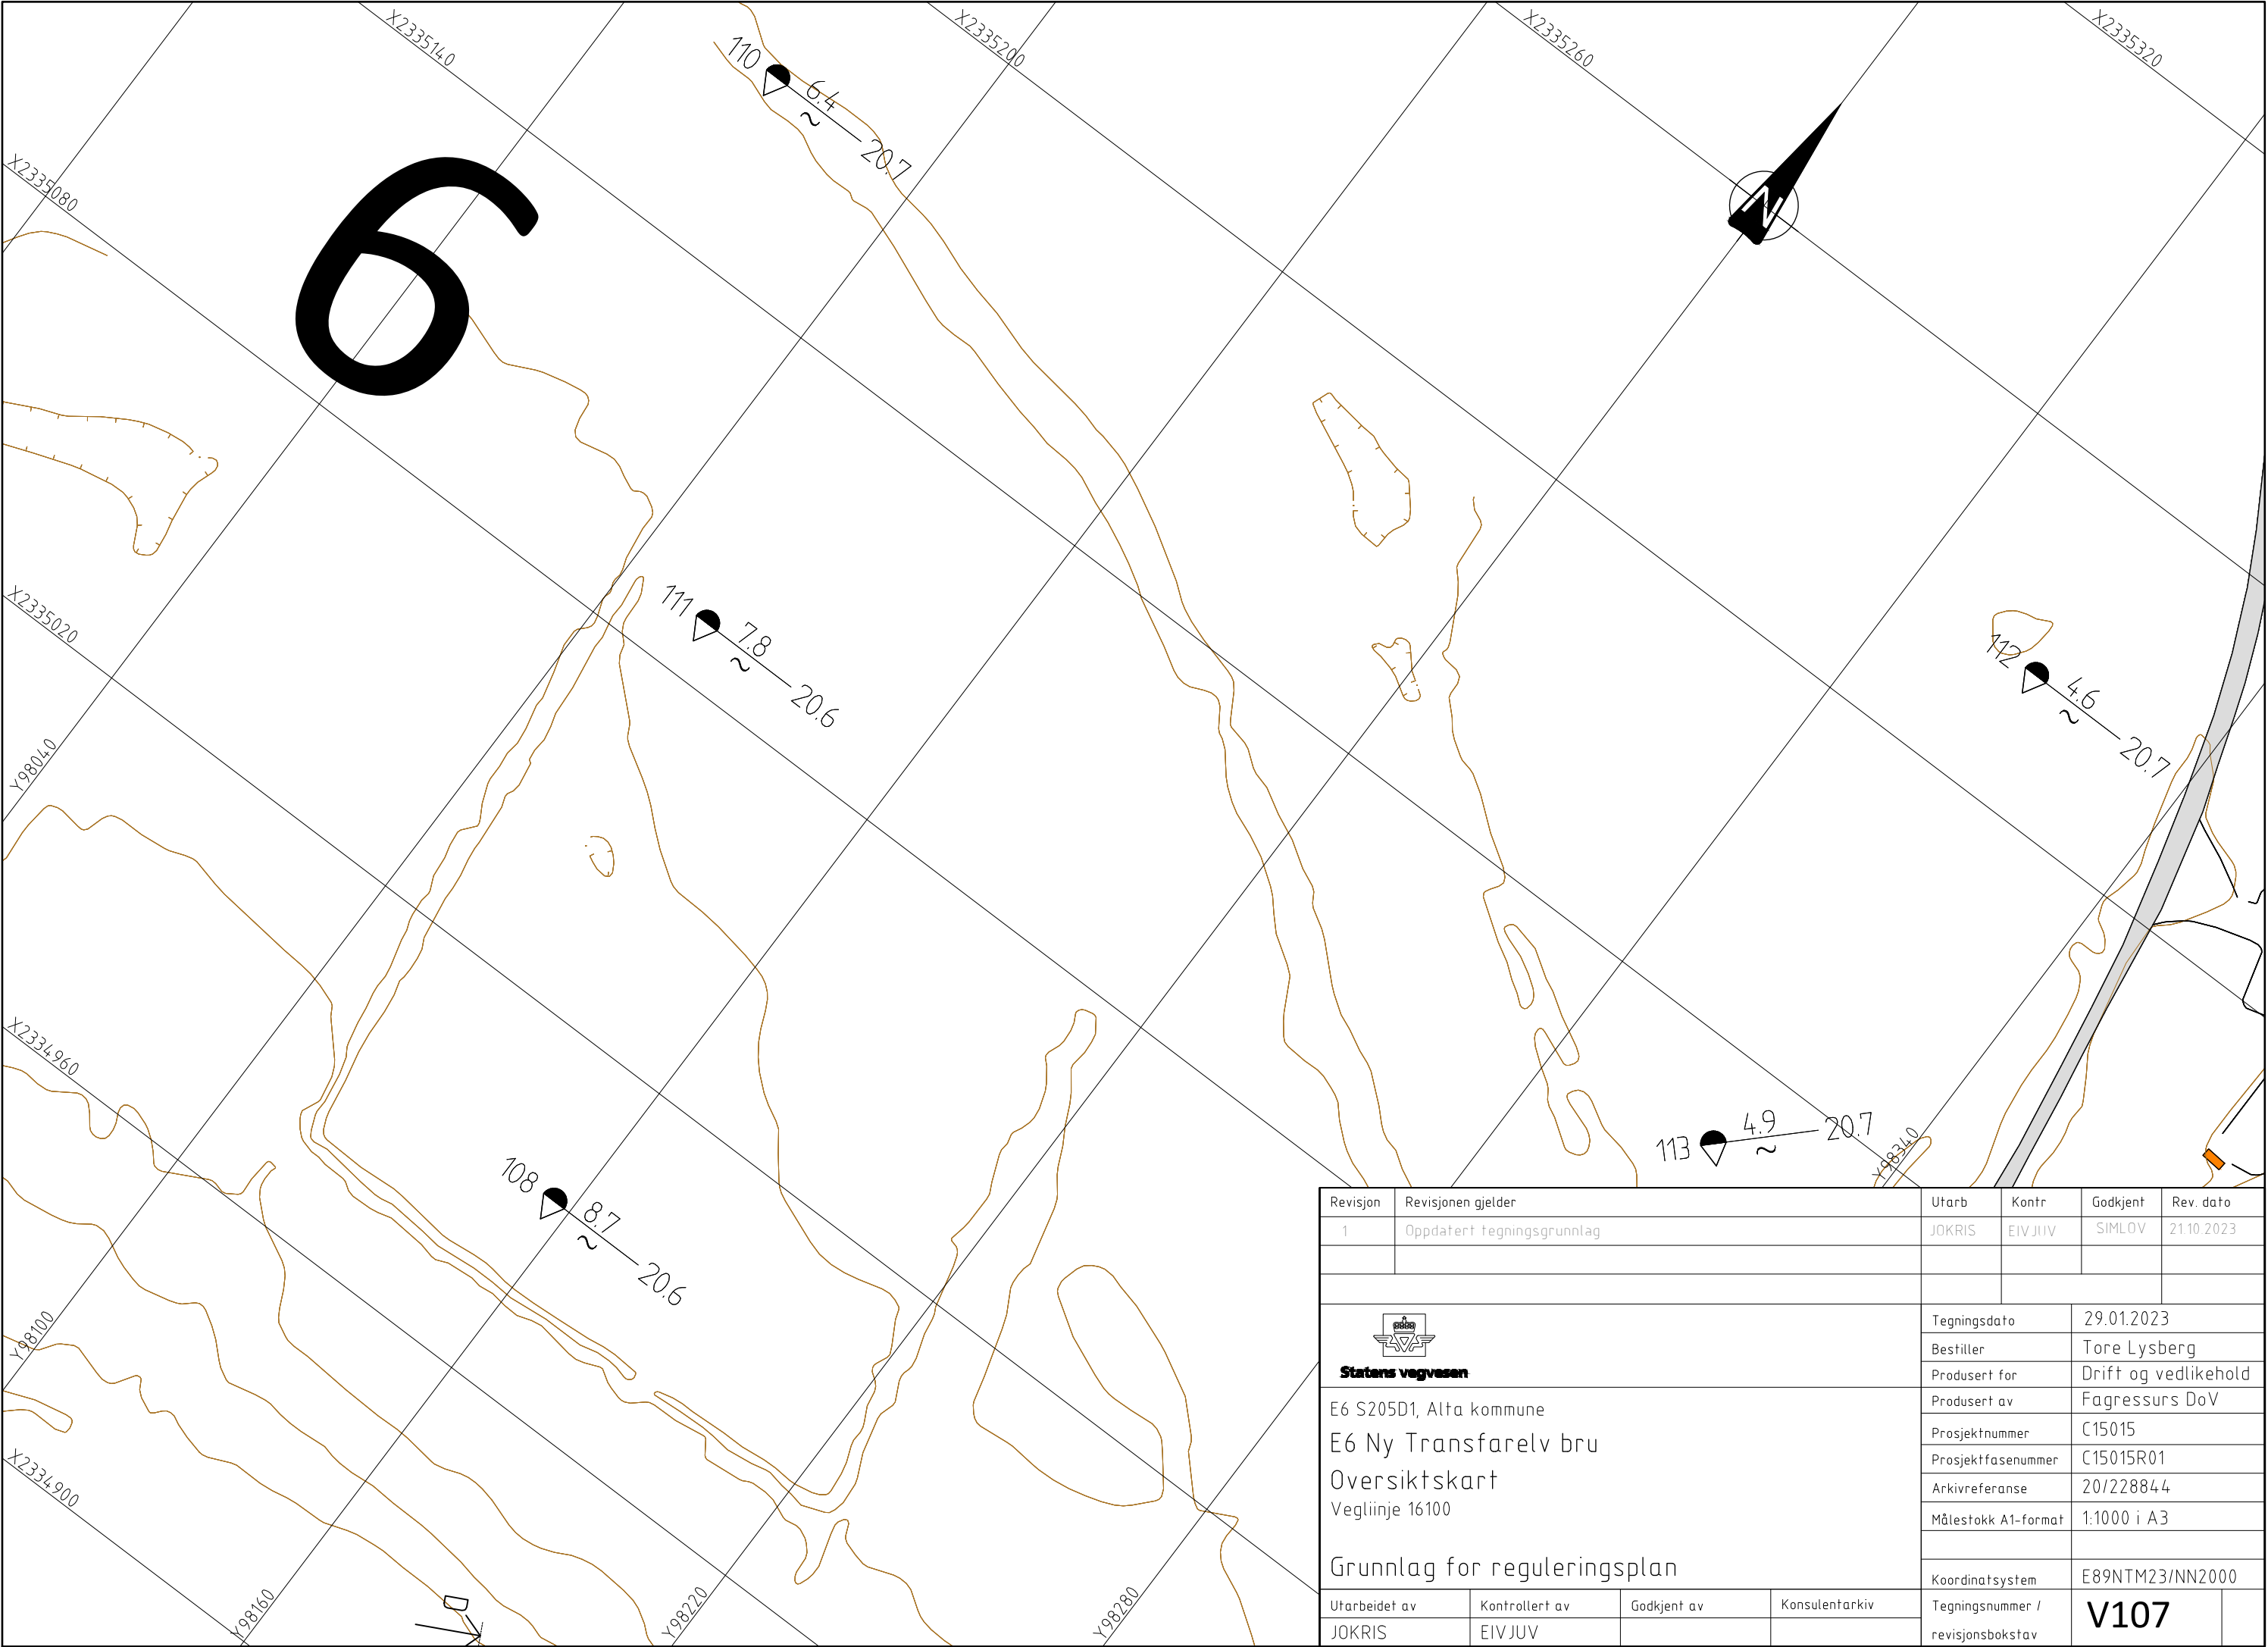 X2335140
X2335200
X2335260
X2335320
110
6.4
~
20.7
X2335080
6
N
X2335020
111
7.8
~
20.6
112
4.6
~
20.7
Y98040
X2334960
108
8.7
~
20.6
113
4.9
~
20.7
Y98340
Y98100
X2334900
Y98160
D
Y98220
Y98280
Revisjon Revisjonen gjelder Utarb Kontr Godkjent Rev. dato
1 Oppdatert tegningsgrunnlag JOKRIS EIVJUV SIMLOV 21.10.2023
Statens vegvesen
E6 S205D1, Alta kommune
E6 Ny Transfarelv bru
Oversiktskart
Vegliinje 16100
Grunnlag for reguleringsplan
Tegningsdato 29.01.2023
Bestiller Tore Lysberg
Produsert for Drift og vedlikehold
Produsert av Fagressurs DoV
Prosjektnummer C15015
Prosjektfasenummer C15015R01
Arkivreferanse 20/228844
Målestokk A1-format 1:1000 i A3
Koordinatsystem E89NTM23/NN2000
Utarbeidet av Kontrollert av Godkjent av Konsulentarkiv
JOKRIS EIVJUV
Tegningsnummer /
revisjonsbokstav
V107